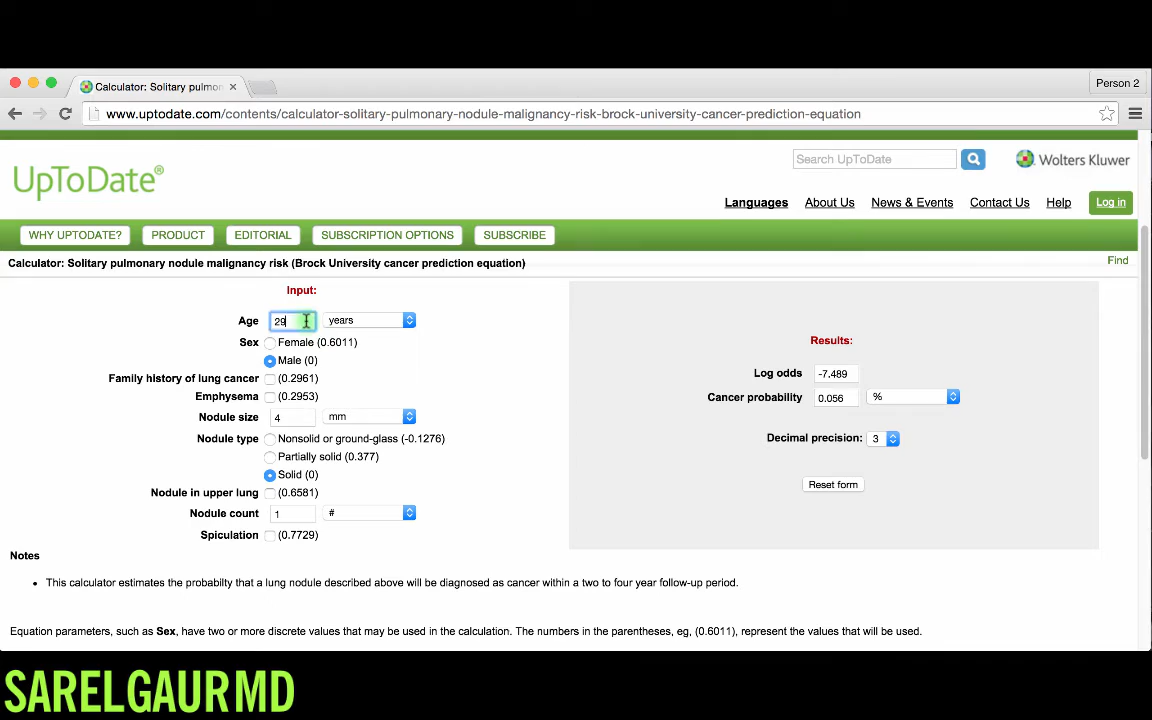 Calculator: Solitary pulmo
Person 2
www.uptodate.com/contents/calculator-solitary-pulmonary-nodule-malignancy-risk-brock-university-cancer-prediction-equation
UpToDate®
Search UpToDate
Wolters Kluwer
Languages About Us News & Events Contact Us Help Log in
WHY UPTODATE? PRODUCT EDITORIAL SUBSCRIPTION OPTIONS SUBSCRIBE
Calculator: Solitary pulmonary nodule malignancy risk (Brock University cancer prediction equation)
Find
Input:
Age 29 years
Sex Female (0.6011)
Male (0)
Family history of lung cancer (0.2961)
Emphysema (0.2953)
Nodule size 4 mm
Nodule type Nonsolid or ground-glass (-0.1276)
Partially solid (0.377)
Solid (0)
Nodule in upper lung (0.6581)
Nodule count 1 #
Spiculation (0.7729)
Results:
Log odds -7.489
Cancer probability 0.056 %
Decimal precision: 3
Reset form
Notes
• This calculator estimates the probabilty that a lung nodule described above will be diagnosed as cancer within a two to four year follow-up period.
Equation parameters, such as Sex, have two or more discrete values that may be used in the calculation. The numbers in the parentheses, eg, (0.6011), represent the values that will be used.
SARELGAURMD